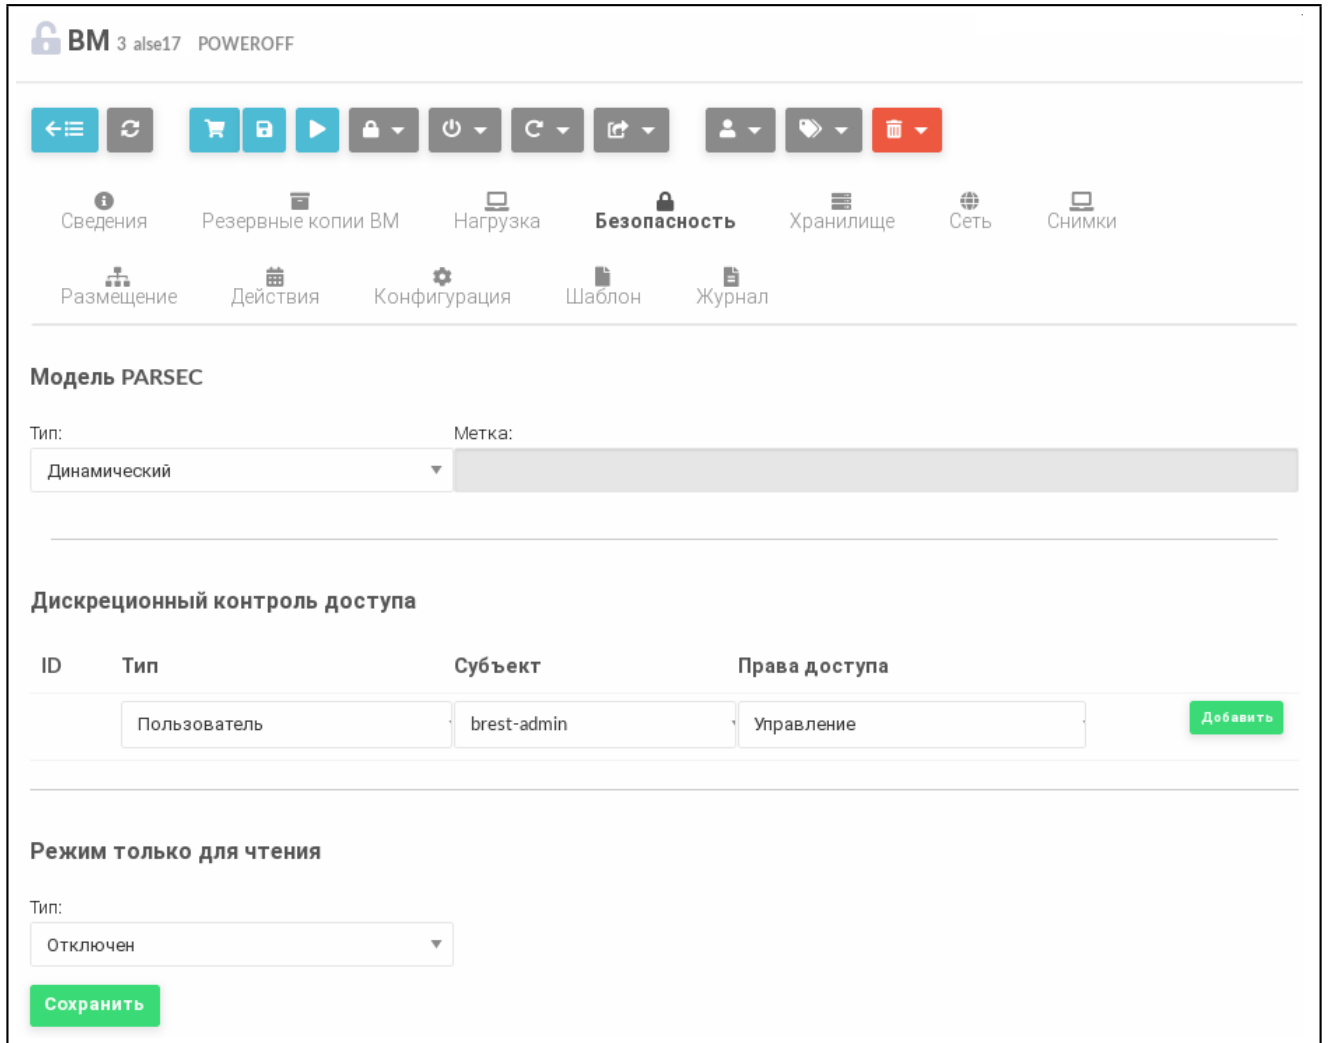 ВМ 3 alse17 POWEROFF
Сведения Резервные копии ВМ Нагрузка Безопасность Хранилище Сеть Снимки
Размещение Действия Конфигурация Шаблон Журнал
Модель PARSEC
Тип: Метка:
Динамический
Дискреционный контроль доступа
ID Тип Субъект Права доступа
Пользователь brest-admin Управление Добавить
Режим только для чтения
Тип:
Отключен
Сохранить